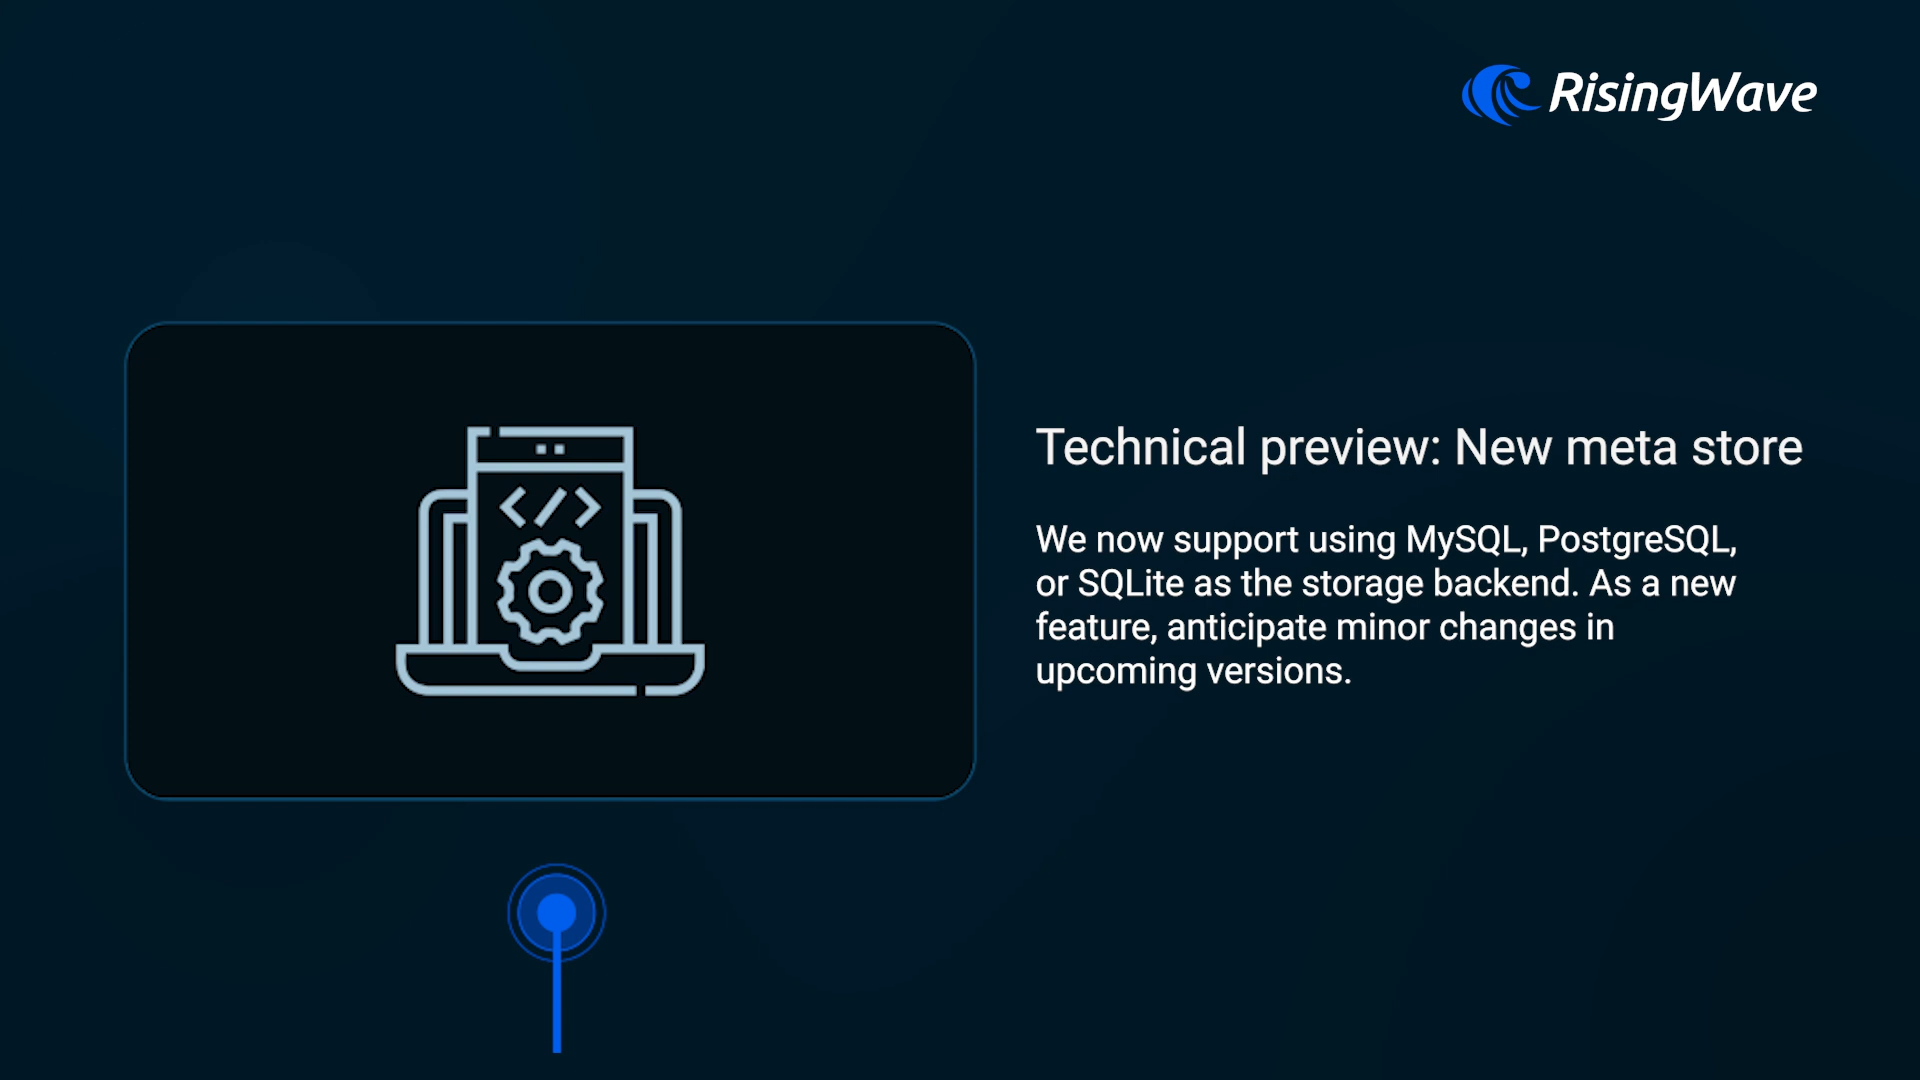 RisingWave
Technical preview: New meta store
We now support using MySQL, PostgreSQL,
or SQLite as the storage backend. As a new
feature, anticipate minor changes in
upcoming versions.